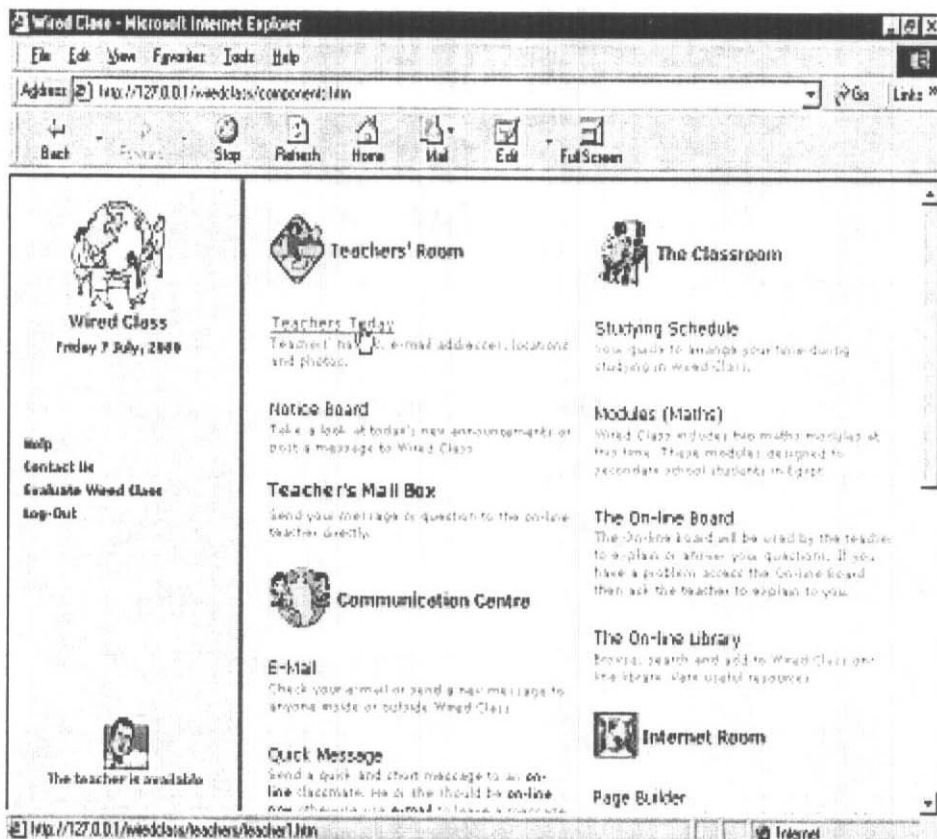 Wired Class - Microsoft Internet Explorer
File Edit View Favorites Tools Help
Address http://127.0.0.1/wiredclass/components.htm Go Links »
Back Forward Stop Refresh Home Mail Edit FullScreen
Wired Class
Friday 7 July, 2000
Help
Contact Us
Evaluate Wired Class
Log-Out
The teacher is available
Teachers' Room
Teachers Today
Teachers' e-mail addresses, locations
and photos.
Notice Board
Take a look at today's new announcements or
post a message to Wired Class
Teacher's Mail Box
Send your message or question to the on-line
teacher directly.
Communication Centre
E-Mail
Check your e-mail or send a new message to
anyone inside or outside Wired Class
Quick Message
Send a quick and short message to an on-
line classmate. He or she should be on-line
now otherwise use e-mail to leave a message
The Classroom
Studying Schedule
Your guide to arrange your time during
studying in Wired Class.
Modules (Maths)
Wired Class includes two maths modules at
this time. These modules designed to
secondary school students in Egypt
The On-line Board
The On-line board will be used by the teacher
to explain or answer your questions. If you
have a problem access the On-line Board
then ask the teacher to explain to you.
The On-line Library
Browse, search and add to Wired Class on-
line library. useful resources
Internet Room
Page Builder
http://127.0.0.1/wiredclass/teachers/teacher1.htm Internet